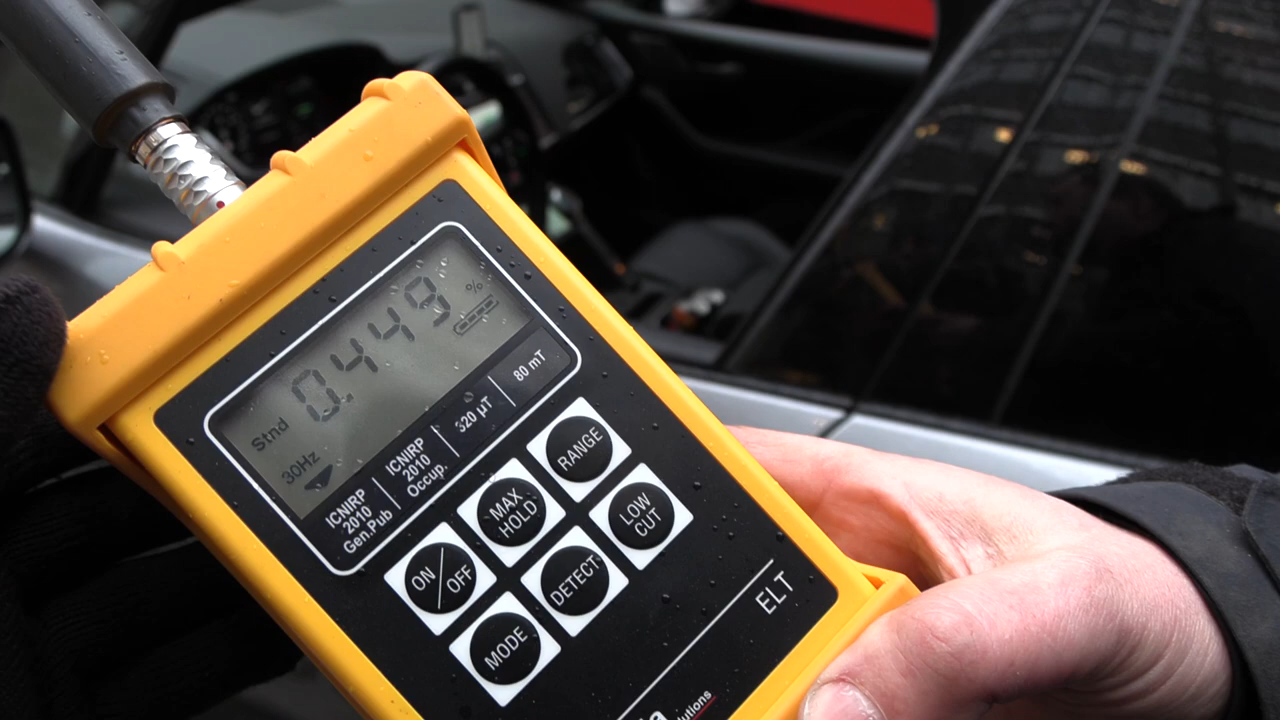 0.449 %
Stnd
30Hz
ICNIRP
2010
Gen.Pub
ICNIRP
2010
Occup.
320 µT
80 mT
ON/OFF
MAX
HOLD
RANGE
MODE
DETECT
LOW
CUT
ELT